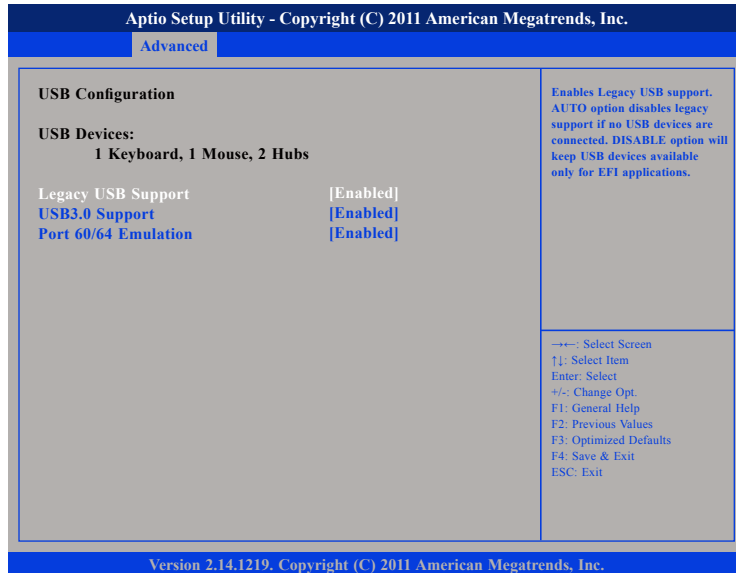 Aptio Setup Utility - Copyright (C) 2011 American Megatrends, Inc.
Advanced
USB Configuration
USB Devices:
1 Keyboard, 1 Mouse, 2 Hubs
Legacy USB Support [Enabled]
USB3.0 Support [Enabled]
Port 60/64 Emulation [Enabled]
Enables Legacy USB support.
AUTO option disables legacy
support if no USB devices are
connected. DISABLE option will
keep USB devices available
only for EFI applications.
→←: Select Screen
↑↓: Select Item
Enter: Select
+/-: Change Opt.
F1: General Help
F2: Previous Values
F3: Optimized Defaults
F4: Save & Exit
ESC: Exit
Version 2.14.1219. Copyright (C) 2011 American Megatrends, Inc.